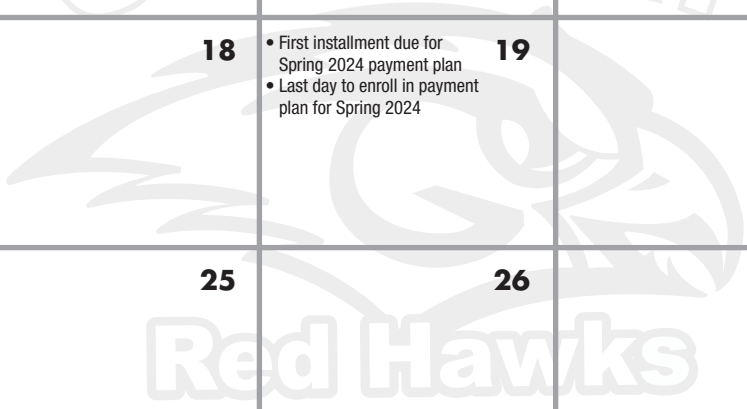 18
• First installment due for
Spring 2024 payment plan
• Last day to enroll in payment
plan for Spring 2024
19
25
26
Red Hawks